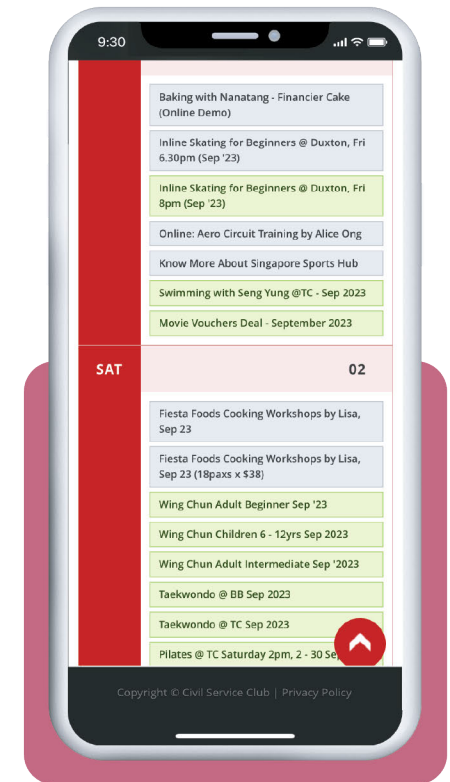 9:30
Baking with Nanatang - Financier Cake
(Online Demo)
Inline Skating for Beginners @ Duxton, Fri
6.30pm (Sep '23)
Inline Skating for Beginners @ Duxton, Fri
8pm (Sep '23)
Online: Aero Circuit Training by Alice Ong
Know More About Singapore Sports Hub
Swimming with Seng Yung @TC - Sep 2023
Movie Vouchers Deal - September 2023
SAT 02
Fiesta Foods Cooking Workshops by Lisa,
Sep 23
Fiesta Foods Cooking Workshops by Lisa,
Sep 23 (18paxs x $38)
Wing Chun Adult Beginner Sep '23
Wing Chun Children 6 - 12yrs Sep 2023
Wing Chun Adult Intermediate Sep '2023
Taekwondo @ BB Sep 2023
Taekwondo @ TC Sep 2023
Pilates @ TC Saturday 2pm, 2 - 30
Copyright © Civil Service Club | Privacy Policy